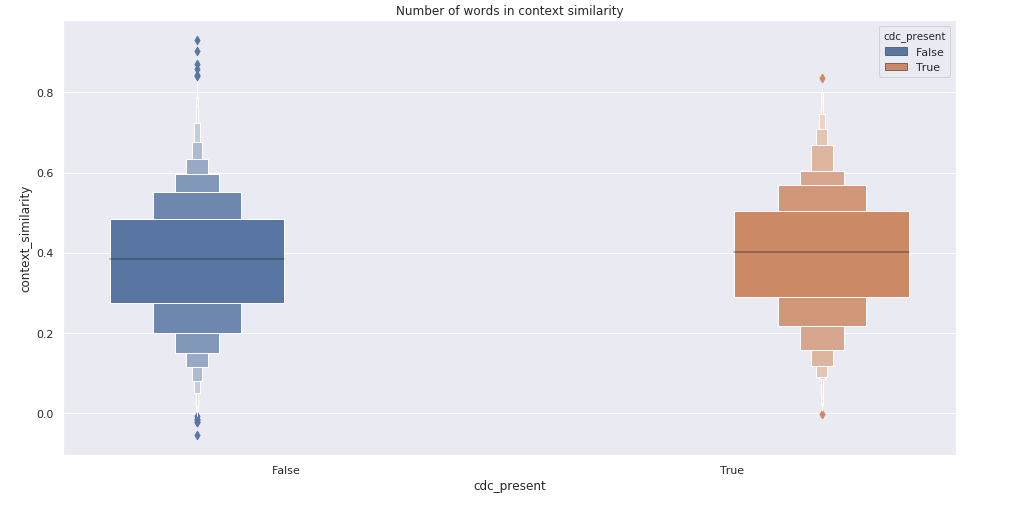 Number of words in context similarity
cdc_present
False
True
0.8
0.6
0.4
0.2
0.0
context_similarity
False
True
cdc_present